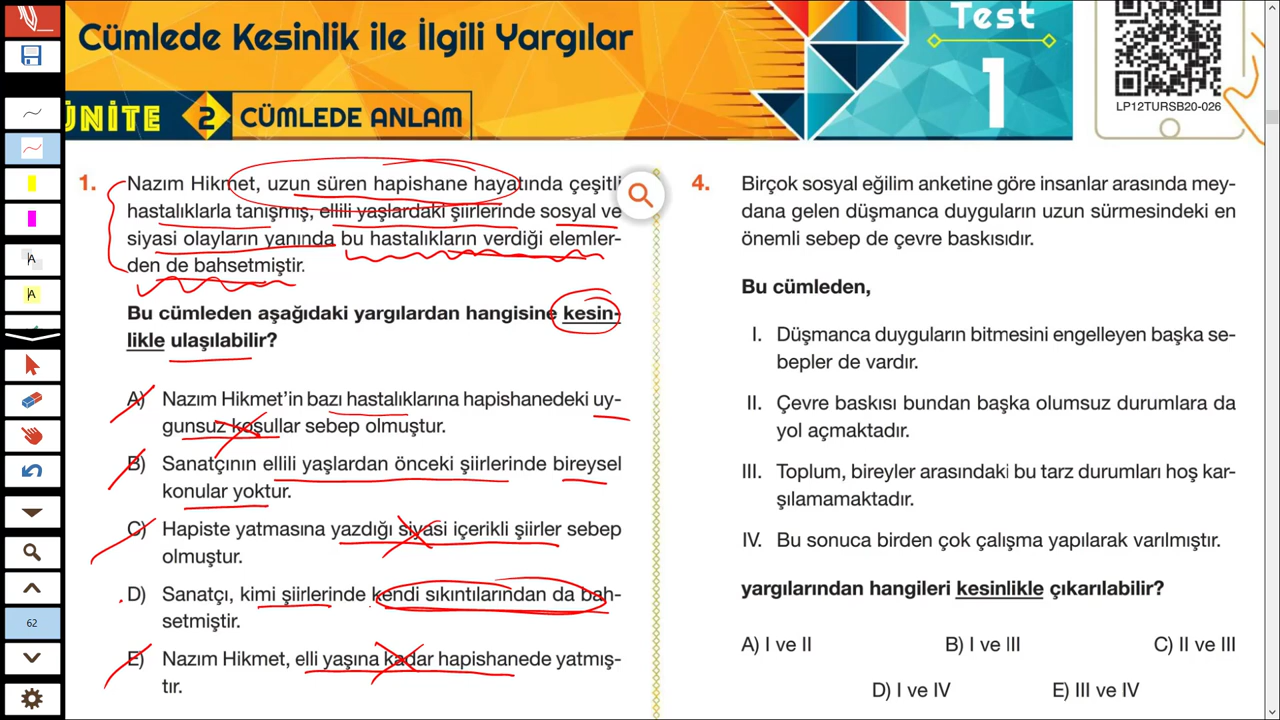 Cümlede Kesinlik ile İlgili Yargılar
Test
1
LP12TURSB20-026
ÜNİTE 2 CÜMLEDE ANLAM
1. Nazım Hikmet, uzun süren hapishane hayatında çeşitli
hastalıklarla tanışmış, ellili yaşlardaki şiirlerinde sosyal ve
siyasi olayların yanında bu hastalıkların verdiği elemler-
den de bahsetmiştir.
Bu cümleden aşağıdaki yargılardan hangisine kesin-
likle ulaşılabilir?
A) Nazım Hikmet’in bazı hastalıklarına hapishanedeki uy-
gunsuz koşullar sebep olmuştur.
B) Sanatçının ellili yaşlardan önceki şiirlerinde bireysel
konular yoktur.
C) Hapiste yatmasına yazdığı siyasi içerikli şiirler sebep
olmuştur.
D) Sanatçı, kimi şiirlerinde kendi sıkıntılarından da bah-
setmiştir.
E) Nazım Hikmet, elli yaşına kadar hapishanede yatmış-
tır.
4. Birçok sosyal eğilim anketine göre insanlar arasında mey-
dana gelen düşmanca duyguların uzun sürmesindeki en
önemli sebep de çevre baskısıdır.
Bu cümleden,
I. Düşmanca duyguların bitmesini engelleyen başka se-
bepler de vardır.
II. Çevre baskısı bundan başka olumsuz durumlara da
yol açmaktadır.
III. Toplum, bireyler arasındaki bu tarz durumları hoş kar-
şılamamaktadır.
IV. Bu sonuca birden çok çalışma yapılarak varılmıştır.
yargılarından hangileri kesinlikle çıkarılabilir?
A) I ve II B) I ve III C) II ve III
D) I ve IV E) III ve IV
A
A
62